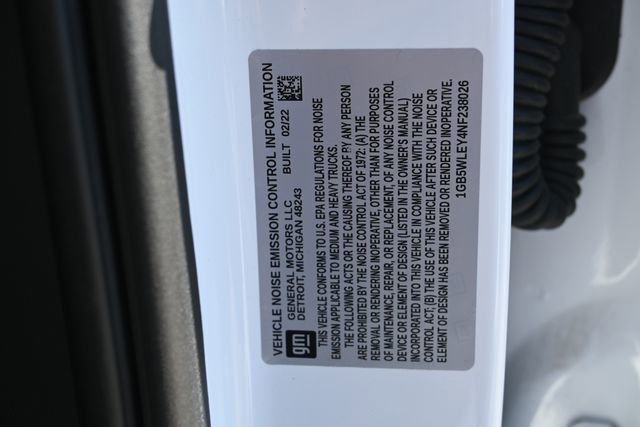 VEHICLE NOISE EMISSION CONTROL INFORMATION
gm
GENERAL MOTORS LLC BUILT 02/22
DETROIT, MICHIGAN 48243
THIS VEHICLE CONFORMS TO U.S. EPA REGULATIONS FOR NOISE
EMISSION APPLICABLE TO MEDIUM AND HEAVY TRUCKS.
THE FOLLOWING ACTS OR THE CAUSING THEREOF BY ANY PERSON
ARE PROHIBITED BY THE NOISE CONTROL ACT OF 1972: (A) THE
REMOVAL OR RENDERING INOPERATIVE, OTHER THAN FOR PURPOSES
OF MAINTENANCE, REPAIR, OR REPLACEMENT, OF ANY NOISE CONTROL
DEVICE OR ELEMENT OF DESIGN (LISTED IN THE OWNER'S MANUAL)
INCORPORATED INTO THIS VEHICLE IN COMPLIANCE WITH THE NOISE
CONTROL ACT; (B) THE USE OF THIS VEHICLE AFTER SUCH DEVICE OR
ELEMENT OF DESIGN HAS BEEN REMOVED OR RENDERED INOPERATIVE.
1GB5WLEY4NF238026